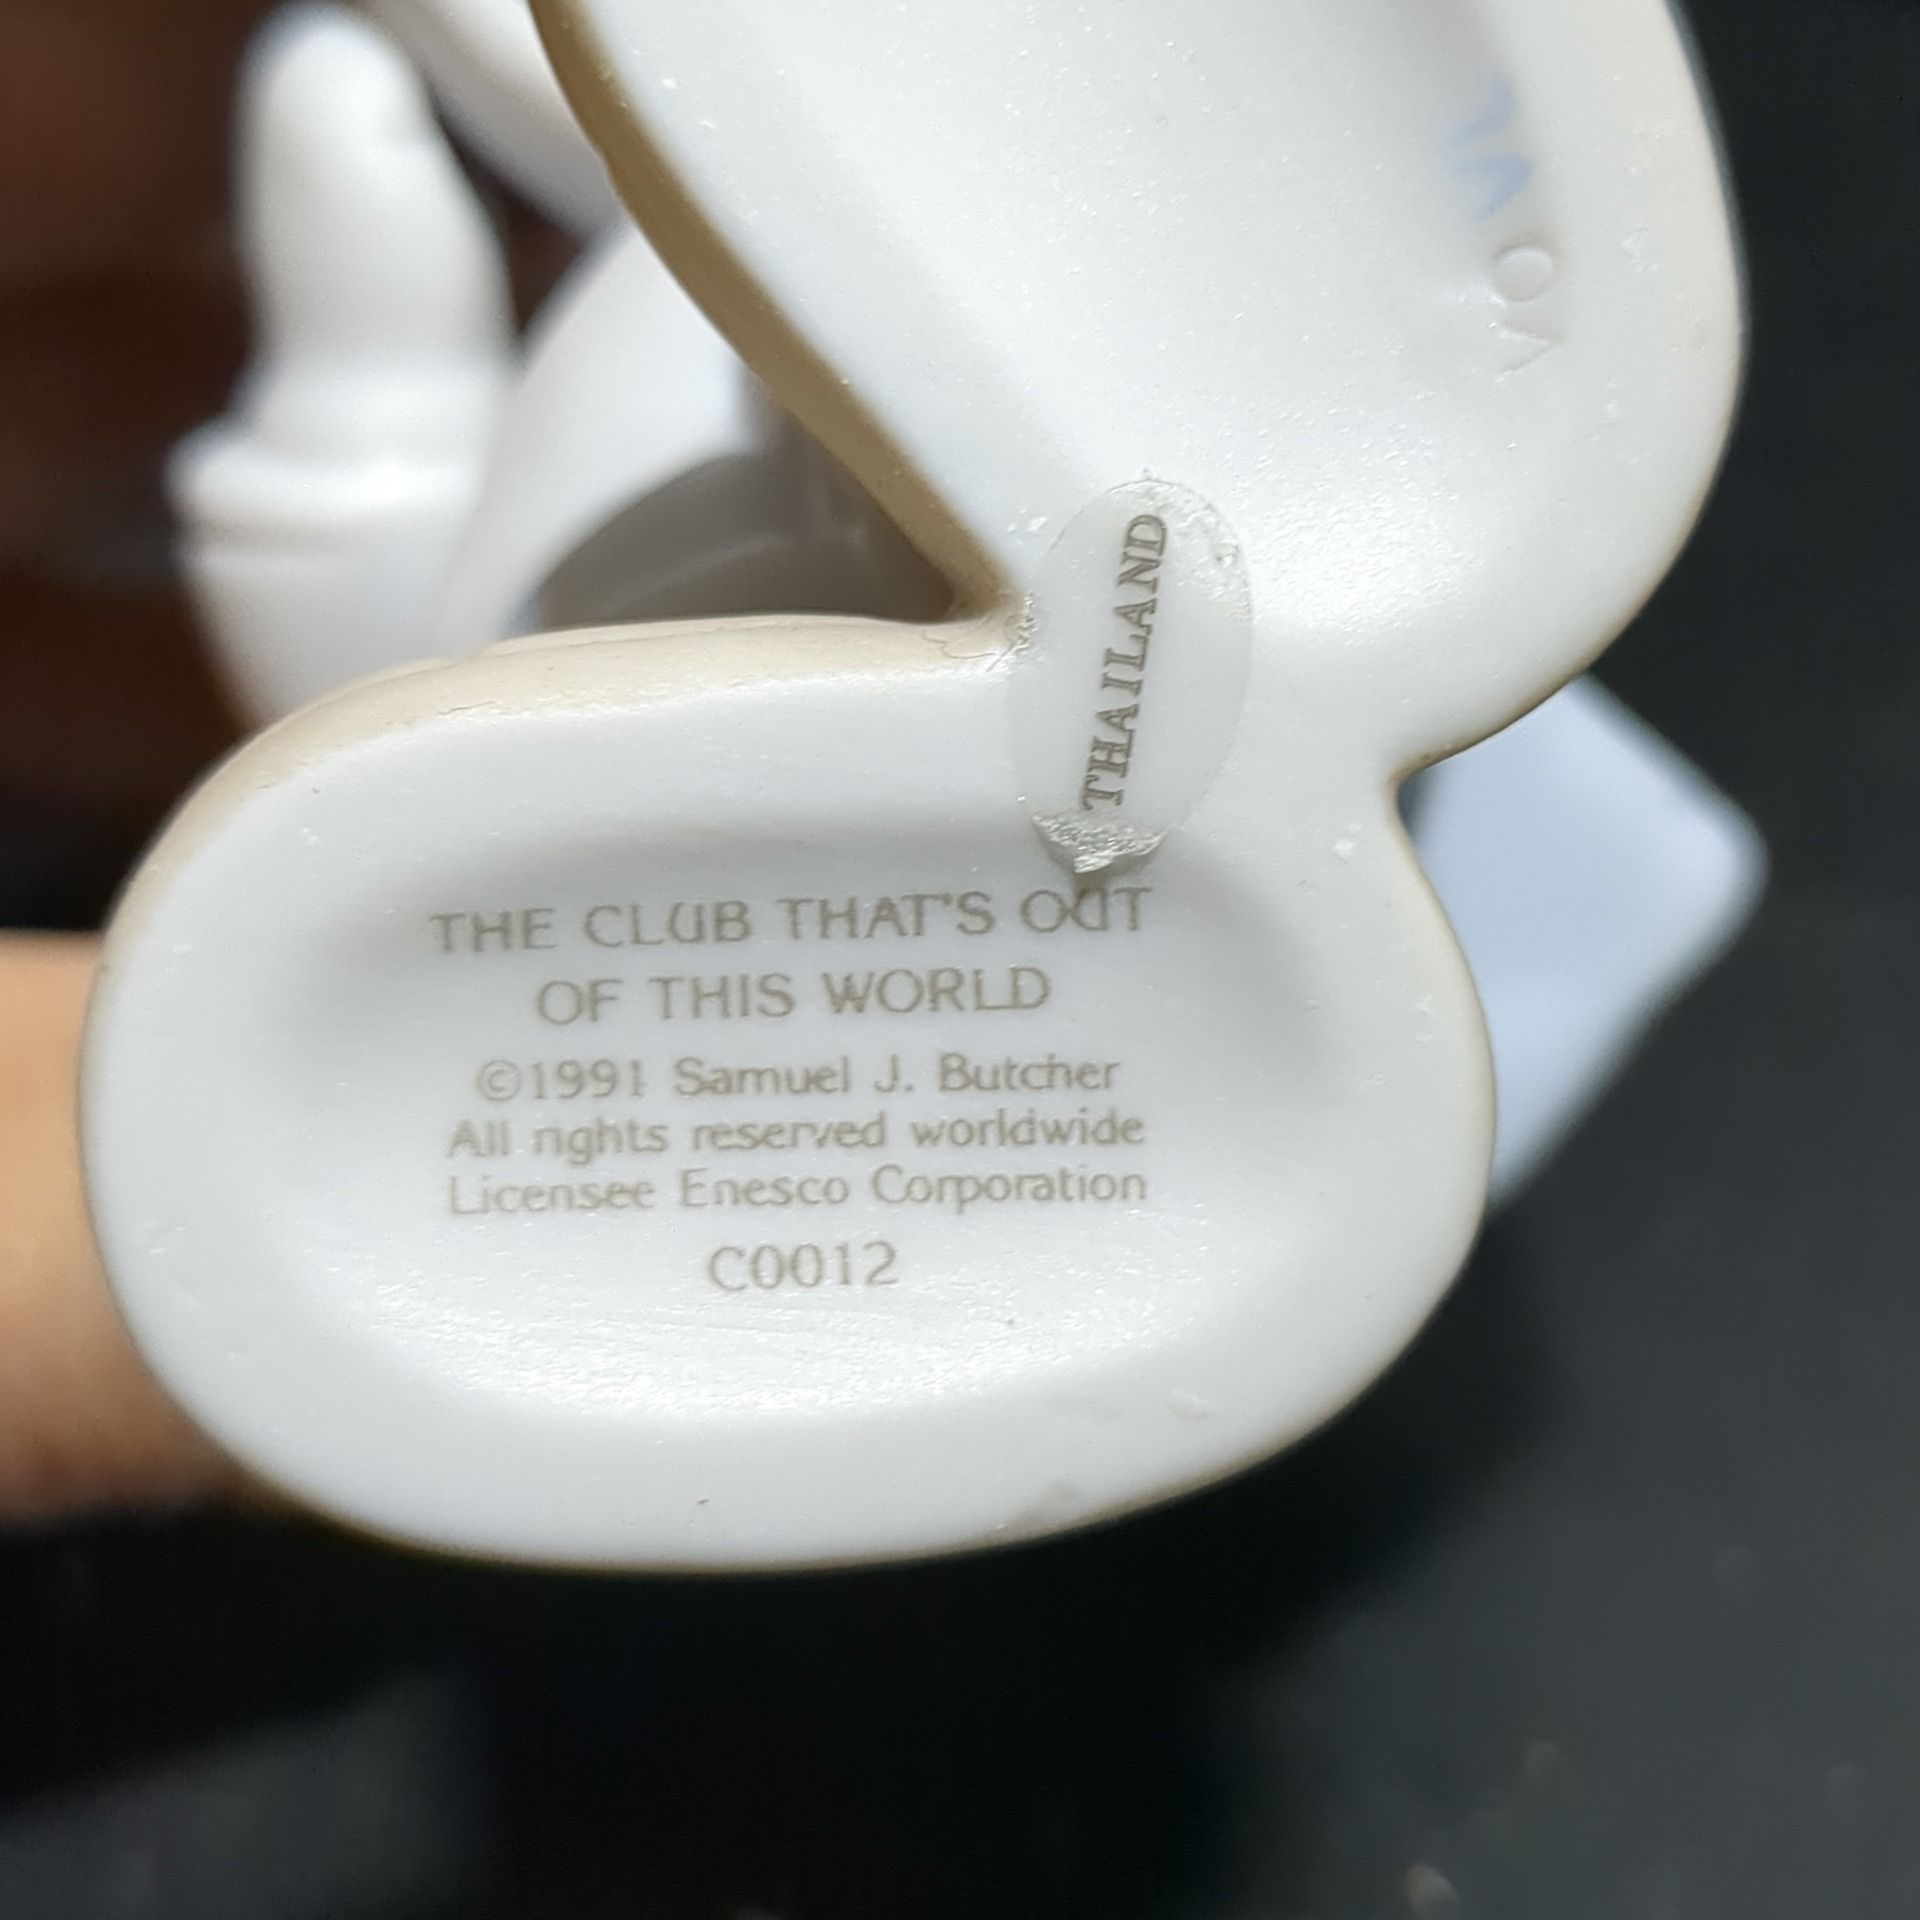 THAILAND
THE CLUB THAT'S OUT
OF THIS WORLD
©1991 Samuel J. Butcher
All rights reserved worldwide
Licensee Enesco Corporation
C0012